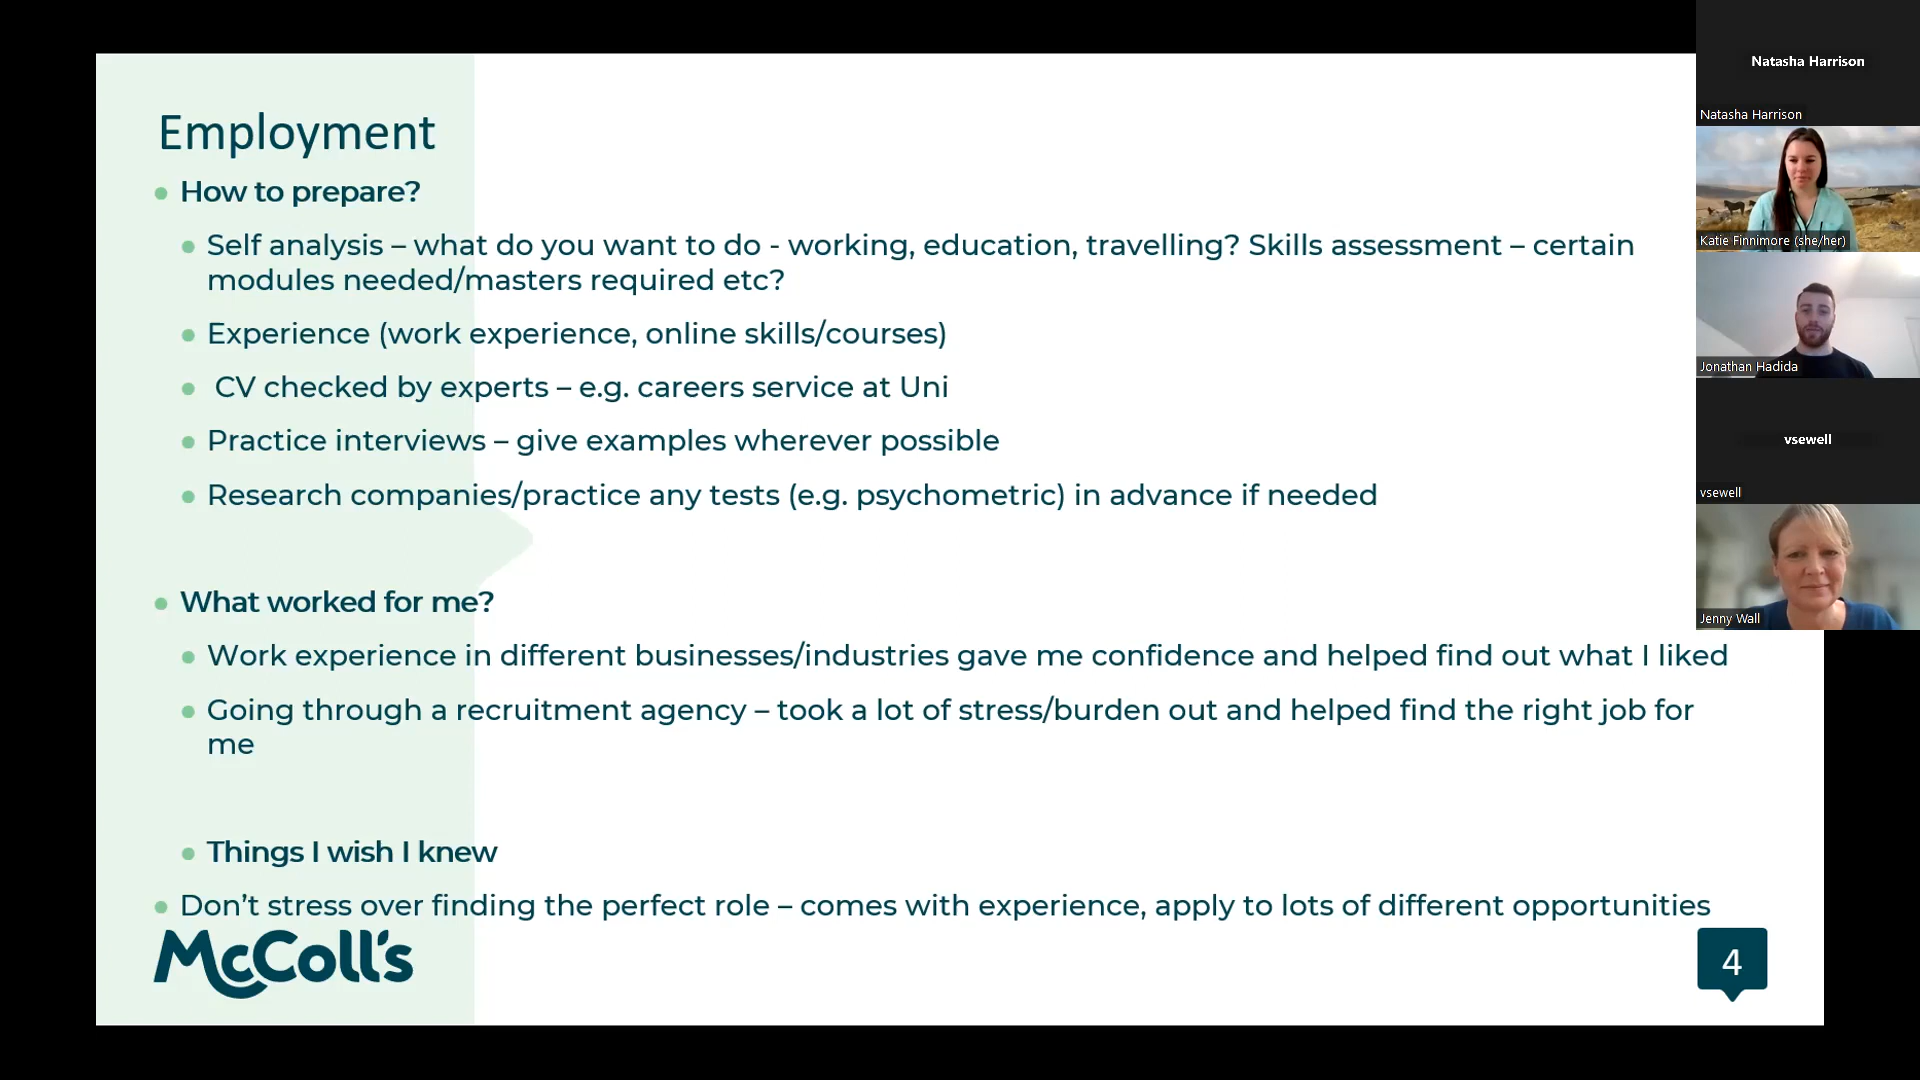 Employment
How to prepare?
Self analysis – what do you want to do - working, education, travelling? Skills assessment – certain
modules needed/masters required etc?
Experience (work experience, online skills/courses)
CV checked by experts – e.g. careers service at Uni
Practice interviews – give examples wherever possible
Research companies/practice any tests (e.g. psychometric) in advance if needed
What worked for me?
Work experience in different businesses/industries gave me confidence and helped find out what I liked
Going through a recruitment agency – took a lot of stress/burden out and helped find the right job for
me
Things I wish I knew
Don’t stress over finding the perfect role – comes with experience, apply to lots of different opportunities
McColl's
4
Natasha Harrison
Natasha Harrison
Katie Finnimore (she/her)
Jonathan Hadida
vsewell
vsewell
Jenny Wall